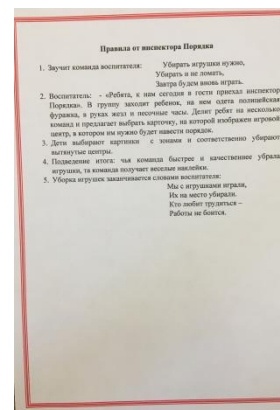 Правила от инспектора Порядка
1. Звучит команда воспитателя: Убирать игрушки нужно,
Убирать и не ломать,
Завтра будем вновь играть.
2. Воспитатель: - «Ребята, к нам сегодня в гости приехал инспектор
Порядка». В группу заходит ребенок, на нем одета полицейская
фуражка, в руках жезл и песочные часы. Делит ребят на несколько
команд и предлагает выбрать карточку, на которой изображен игровой
центр, в котором им нужно будет навести порядок.
3. Дети выбирают картинки с зонами и соответственно убирают
вытянутые центры.
4. Подведение итога: чья команда быстрее и качественнее убрала
игрушки, та команда получает веселые наклейки.
5. Уборка игрушек заканчивается словами воспитателя:
Мы с игрушками играли,
Их на место убирали.
Кто любит трудиться –
Работы не боится.